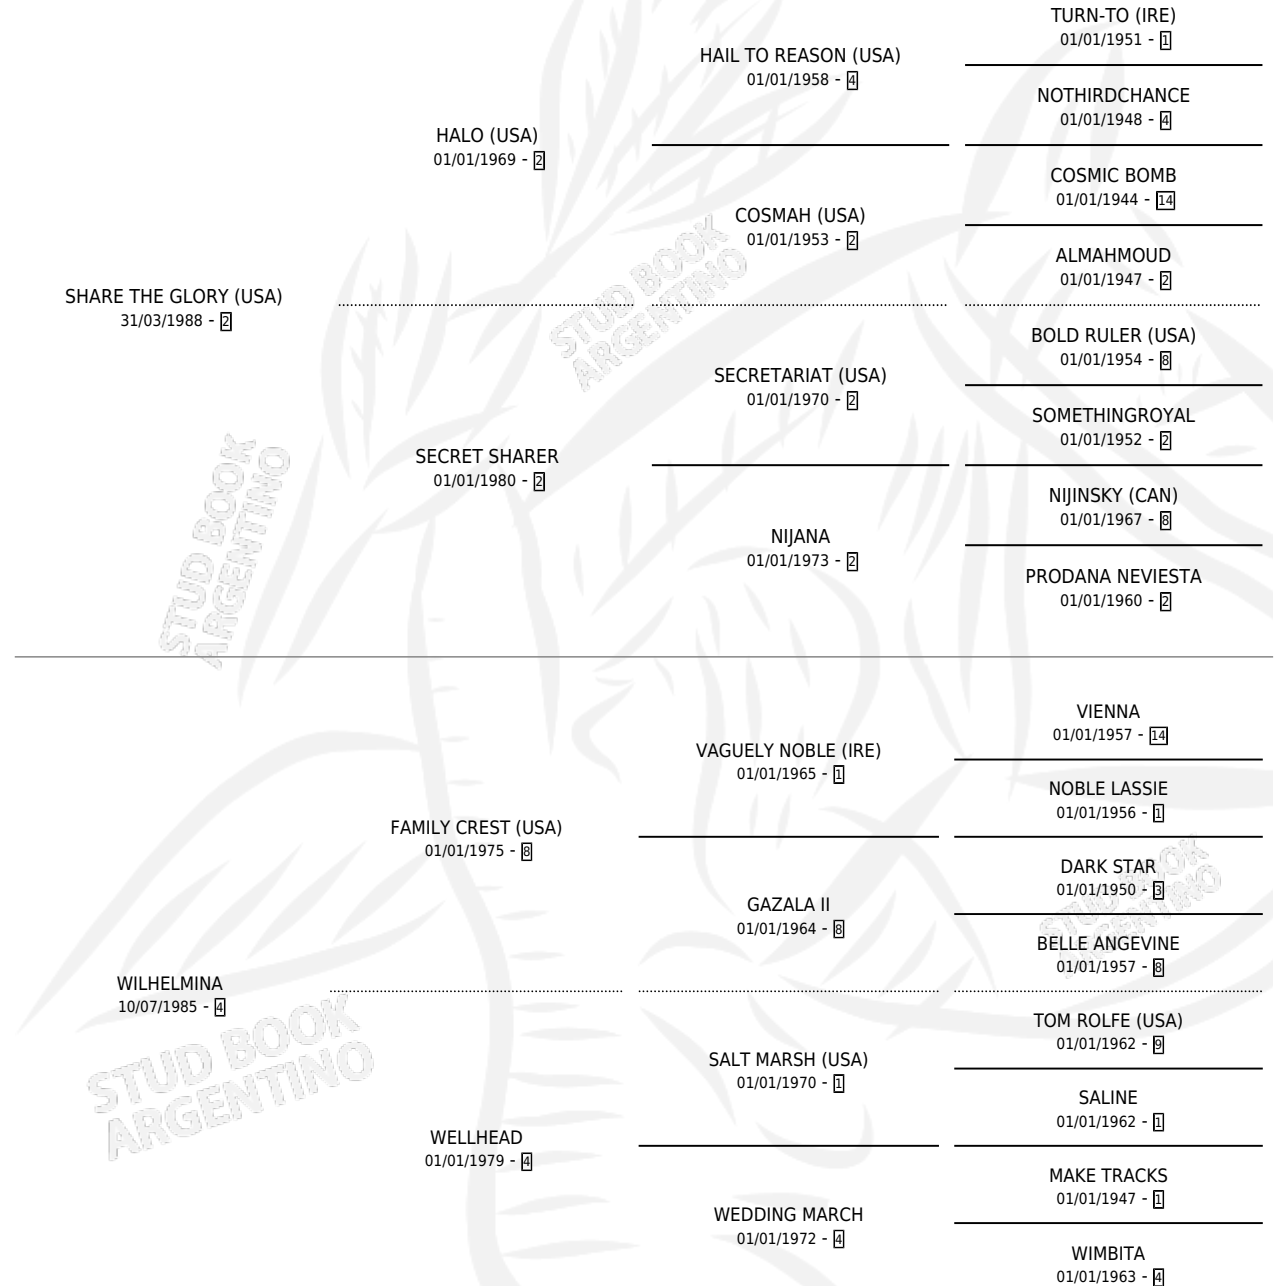 TURN-TO (IRE)
01/01/1951 - 1
HAIL TO REASON (USA)
01/01/1958 - 4
NOTHIRDCHANCE
01/01/1948 - 4
HALO (USA)
01/01/1969 - 2
COSMIC BOMB
01/01/1944 - 14
COSMAH (USA)
01/01/1953 - 2
ALMAHMOUD
01/01/1947 - 2
SHARE THE GLORY (USA)
31/03/1988 - 2
BOLD RULER (USA)
01/01/1954 - 8
SECRETARIAT (USA)
01/01/1970 - 2
SOMETHINGROYAL
01/01/1952 - 2
SECRET SHARER
01/01/1980 - 2
NIJINSKY (CAN)
01/01/1967 - 8
NIJANA
01/01/1973 - 2
PRODANA NEVIESTA
01/01/1960 - 2
VIENNA
01/01/1957 - 14
VAGUELY NOBLE (IRE)
01/01/1965 - 1
NOBLE LASSIE
01/01/1956 - 1
FAMILY CREST (USA)
01/01/1975 - 8
DARK STAR
01/01/1950 - 3
GAZALA II
01/01/1964 - 8
BELLE ANGEVINE
01/01/1957 - 8
WILHELMINA
10/07/1985 - 4
TOM ROLFE (USA)
01/01/1962 - 9
SALT MARSH (USA)
01/01/1970 - 1
SALINE
01/01/1962 - 1
WELLHEAD
01/01/1979 - 4
MAKE TRACKS
01/01/1947 - 1
WEDDING MARCH
01/01/1972 - 4
WIMBITA
01/01/1963 - 4
STUD BOOK
ARGENTINO
STUD BOOK
ARGENTINO
STUD BOOK
ARGENTINO
STUD BOOK
ARGENTINO